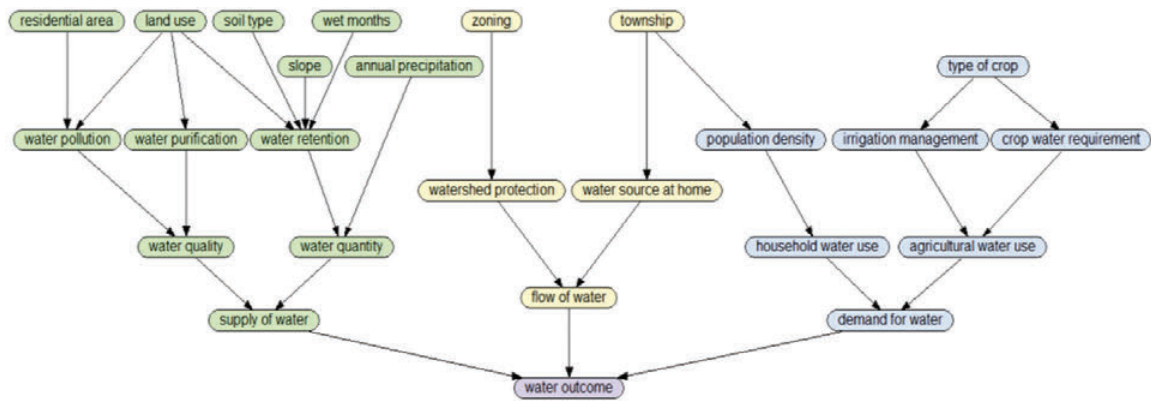 residential area
land use
soil type
wet months
zoning
township
slope
annual precipitation
type of crop
water pollution
water purification
water retention
population density
irrigation management
crop water requirement
watershed protection
water source at home
water quality
water quantity
household water use
agricultural water use
flow of water
supply of water
demand for water
water outcome